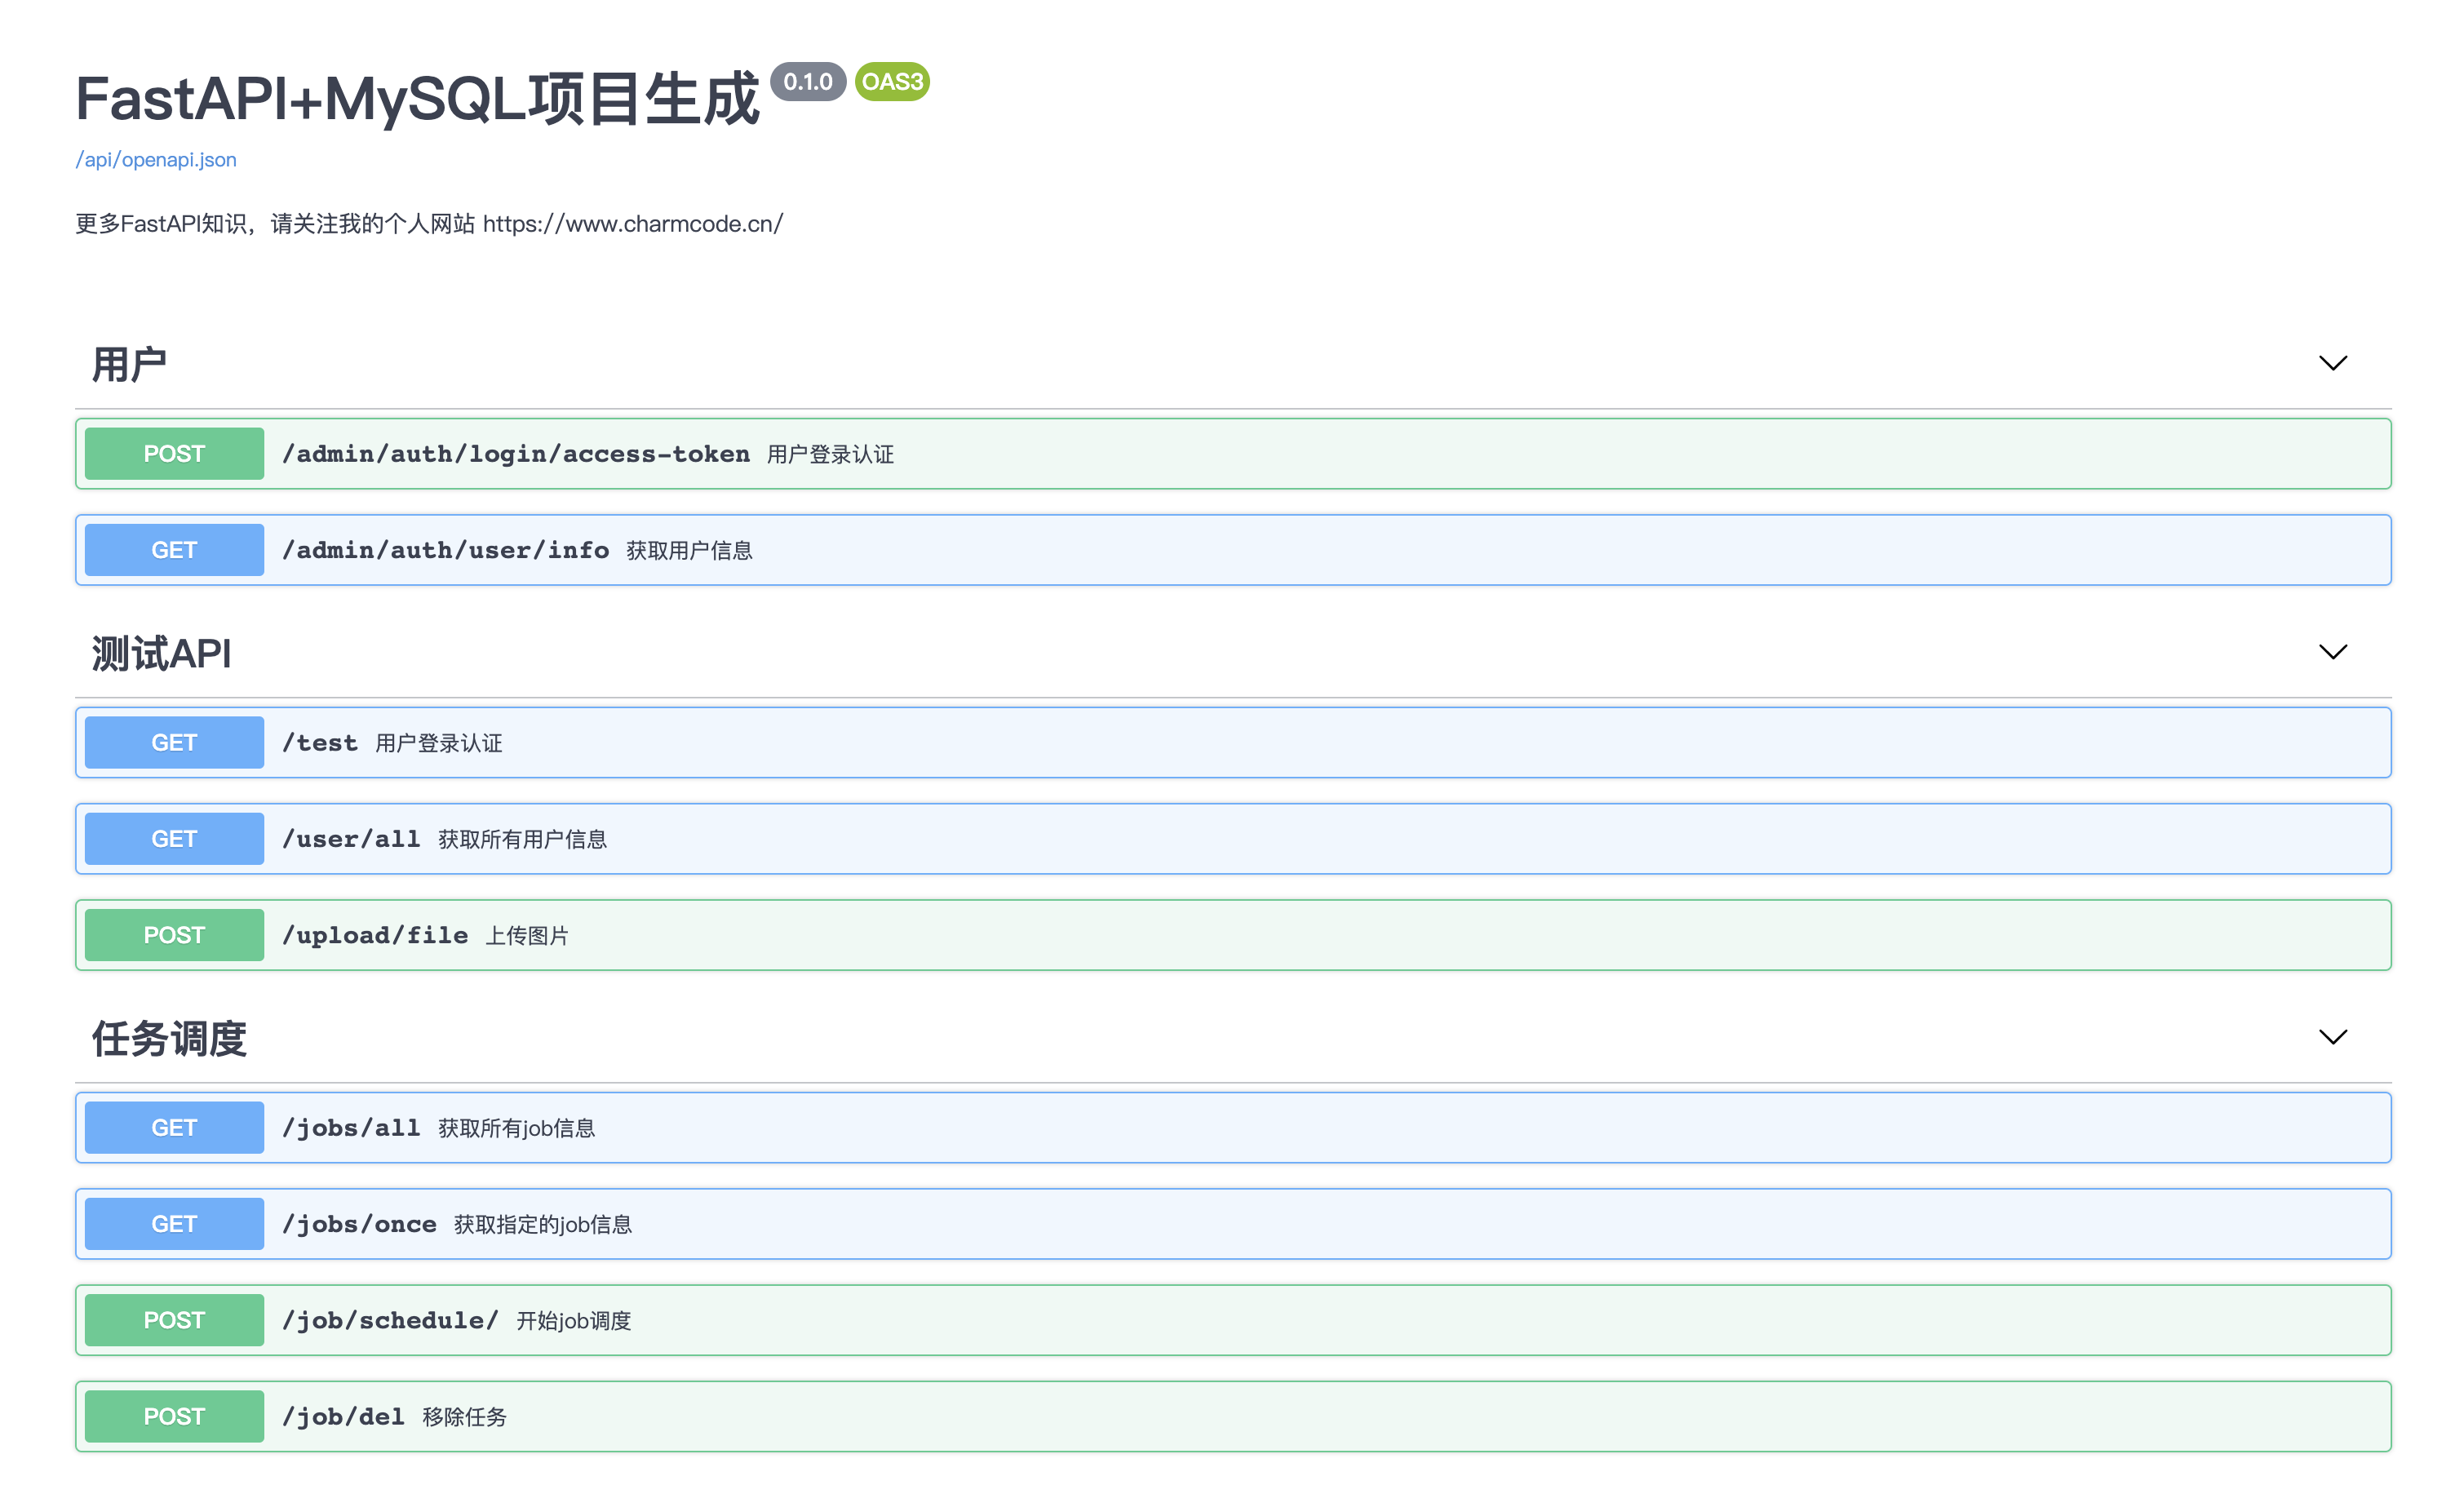 FastAPI+MySQL项目生成 0.1.0 OAS3
/api/openapi.json
更多FastAPI知识，请关注我的个人网站 https://www.charmcode.cn/
用户
POST /admin/auth/login/access-token 用户登录认证
GET /admin/auth/user/info 获取用户信息
测试API
GET /test 用户登录认证
GET /user/all 获取所有用户信息
POST /upload/file 上传图片
任务调度
GET /jobs/all 获取所有job信息
GET /jobs/once 获取指定的job信息
POST /job/schedule/ 开始job调度
POST /job/del 移除任务